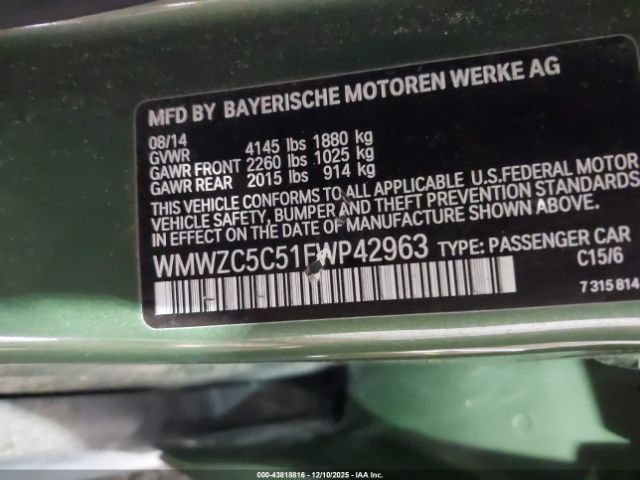 MFD BY BAYERISCHE MOTOREN WERKE AG
08/14
GVWR 4145 lbs 1880 kg
GAWR FRONT 2260 lbs 1025 kg
GAWR REAR 2015 lbs 914 kg
THIS VEHICLE CONFORMS TO ALL APPLICABLE U.S.FEDERAL MOTOR
VEHICLE SAFETY, BUMPER AND THEFT PREVENTION STANDARDS
IN EFFECT ON THE DATE OF MANUFACTURE SHOWN ABOVE.
WMWZC5C51FWP42963 TYPE: PASSENGER CAR
C15/6
7 315 814
00-43818816 - 12/10/2025 - IAA Inc.